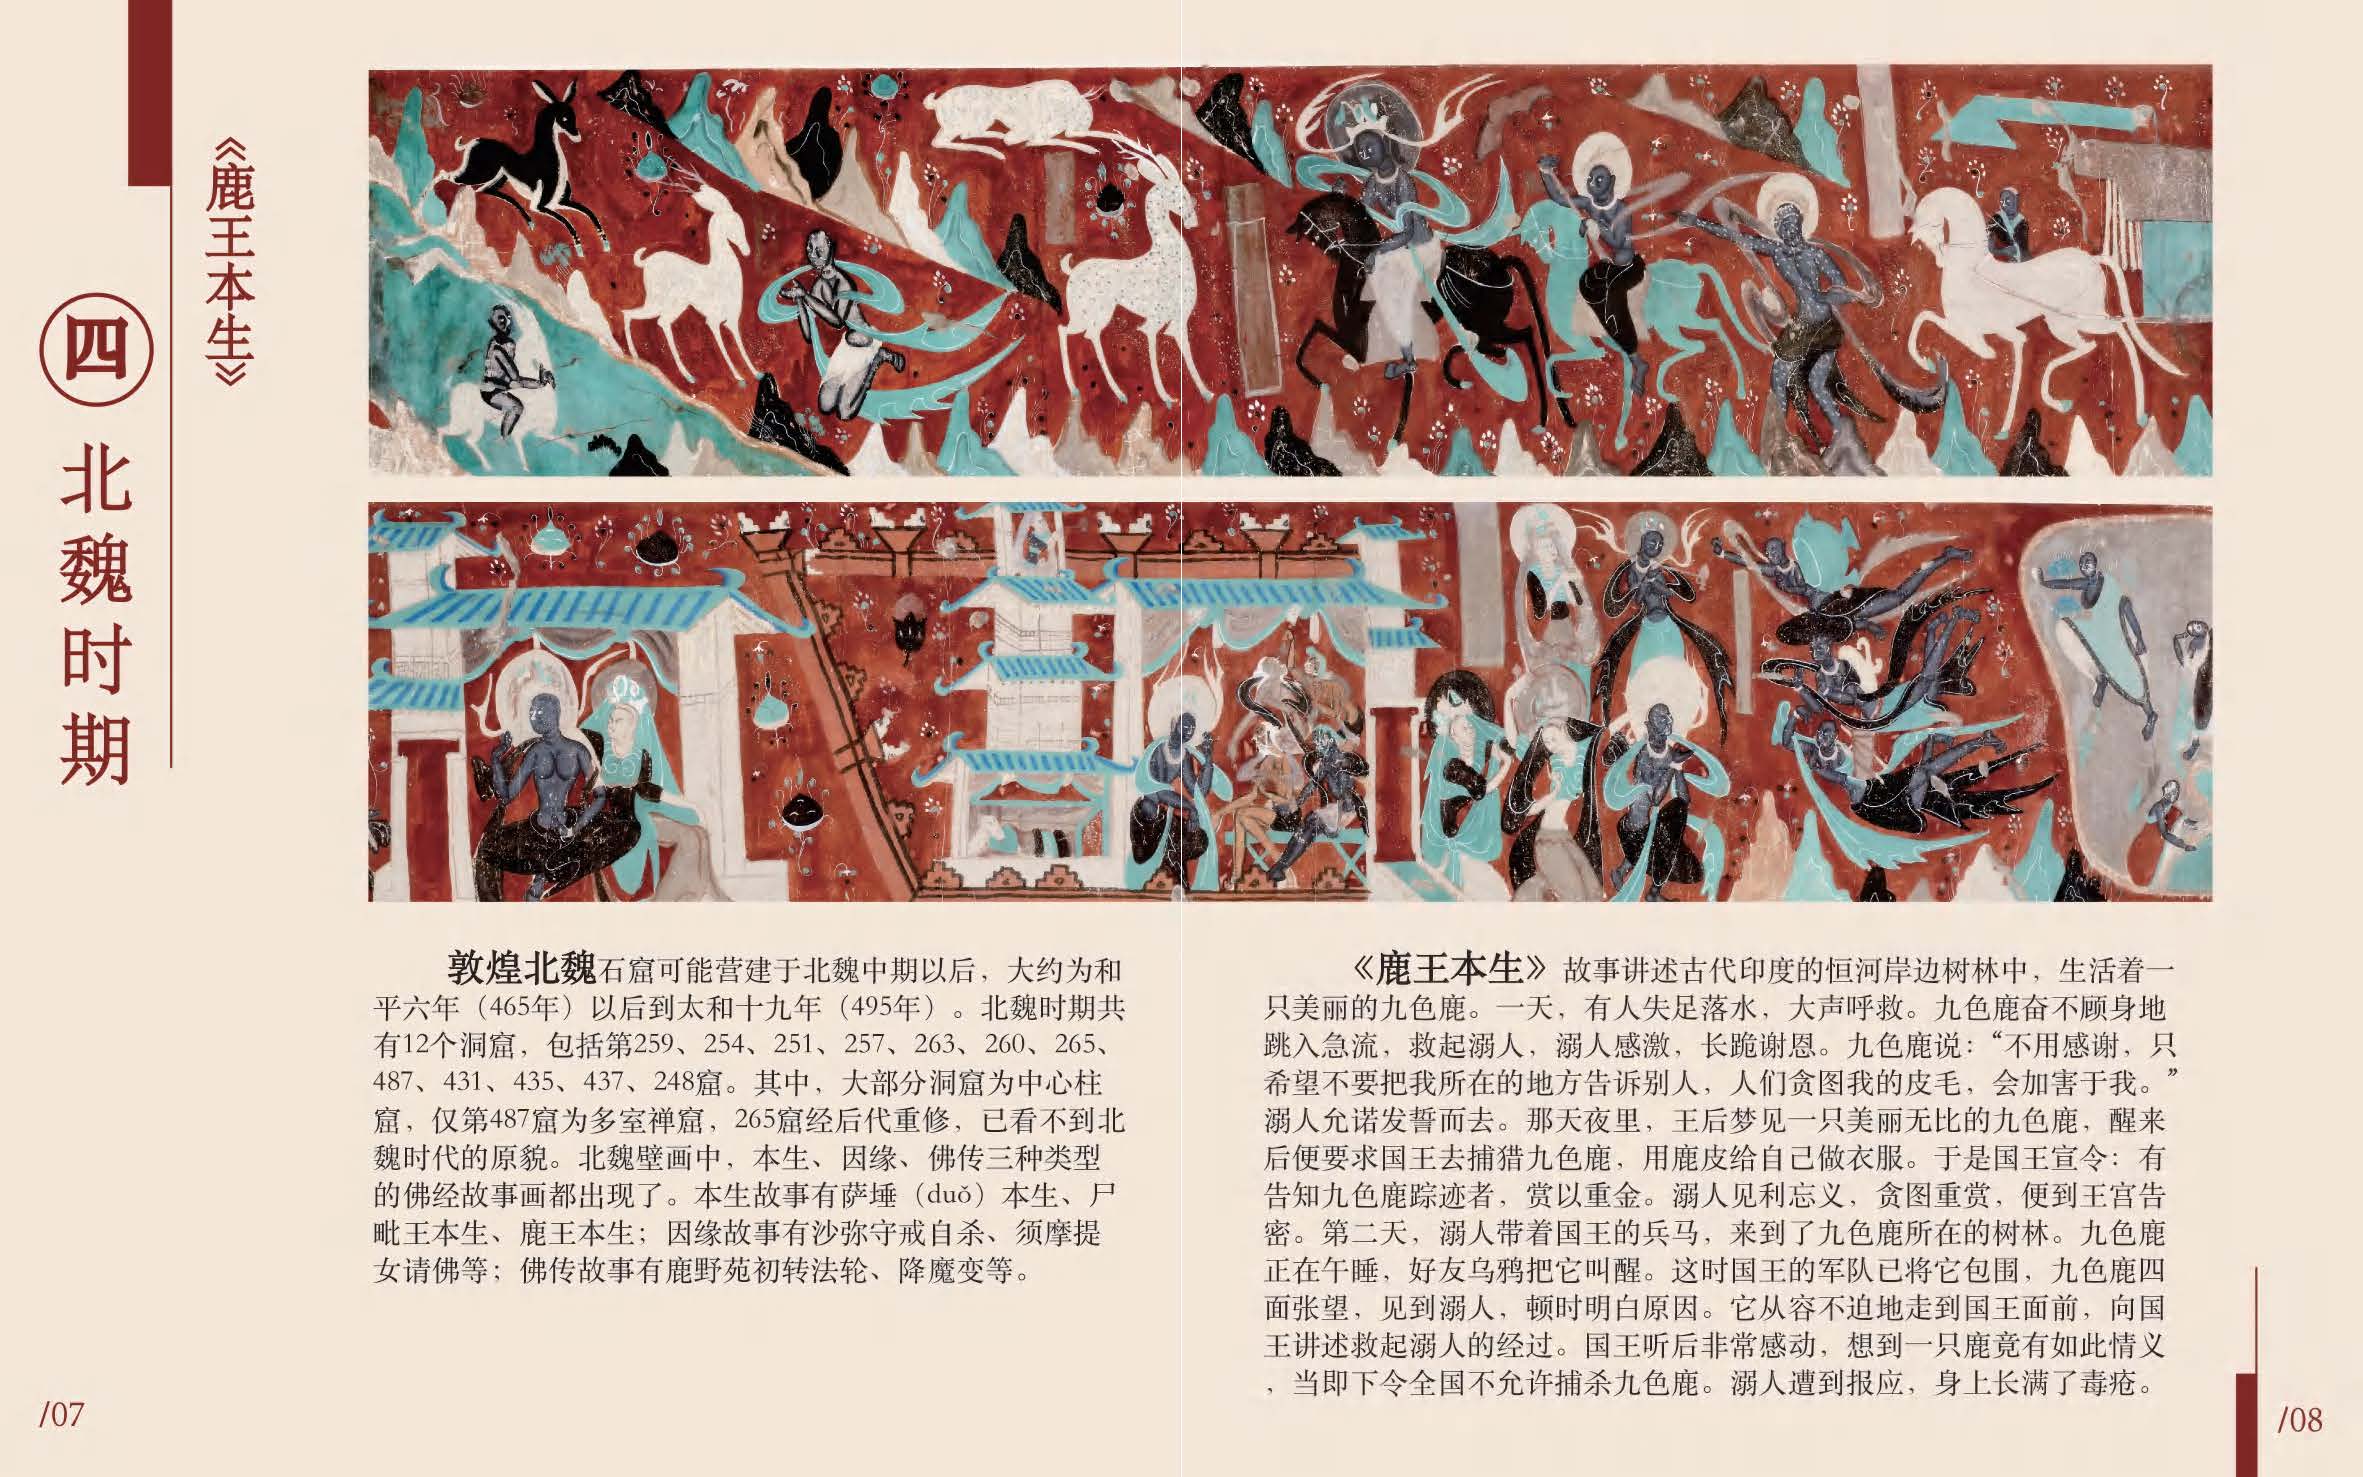 《鹿王本生》
四
北魏时期
敦煌北魏石窟可能营建于北魏中期以后，大约为和
平六年（465年）以后到太和十九年（495年）。北魏时期共
有12个洞窟，包括第259、254、251、257、263、260、265、
487、431、435、437、248窟。其中，大部分洞窟为中心柱
窟，仅第487窟为多室禅窟，265窟经后代重修，已看不到北
魏时代的原貌。北魏壁画中，本生、因缘、佛传三种类型
的佛经故事画都出现了。本生故事有萨埵（duǒ）本生、尸
毗王本生、鹿王本生；因缘故事有沙弥守戒自杀、须摩提
女请佛等；佛传故事有鹿野苑初转法轮、降魔变等。
/07
《鹿王本生》故事讲述古代印度的恒河岸边树林中，生活着一
只美丽的九色鹿。一天，有人失足落水，大声呼救。九色鹿奋不顾身地
跳入急流，救起溺人，溺人感激，长跪谢恩。九色鹿说：“不用感谢，只
希望不要把我所在的地方告诉别人，人们贪图我的皮毛，会加害于我。”
溺人允诺发誓而去。那天夜里，王后梦见一只美丽无比的九色鹿，醒来
后便要求国王去捕猎九色鹿，用鹿皮给自己做衣服。于是国王宣令：有
告知九色鹿踪迹者，赏以重金。溺人见利忘义，贪图重赏，便到王宫告
密。第二天，溺人带着国王的兵马，来到了九色鹿所在的树林。九色鹿
正在午睡，好友乌鸦把它叫醒。这时国王的军队已将它包围，九色鹿四
面张望，见到溺人，顿时明白原因。它从容不迫地走到国王面前，向国
王讲述救起溺人的经过。国王听后非常感动，想到一只鹿竟有如此情义
，当即下令全国不允许捕杀九色鹿。溺人遭到报应，身上长满了毒疮。
/08